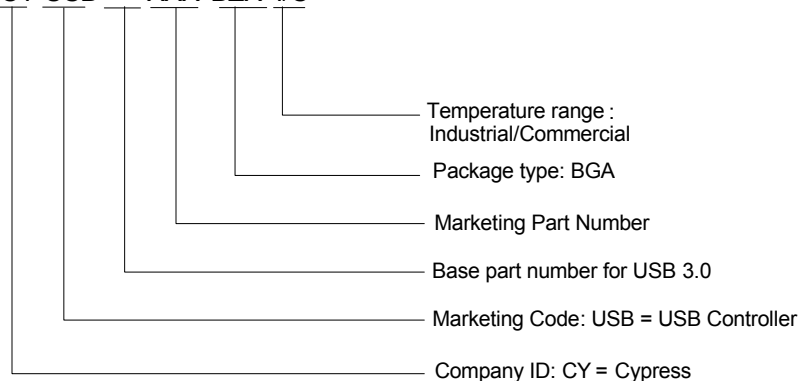 Temperature range :
Industrial/Commercial
Package type: BGA
Marketing Part Number
Base part number for USB 3.0
Marketing Code: USB = USB Controller
Company ID: CY = Cypress